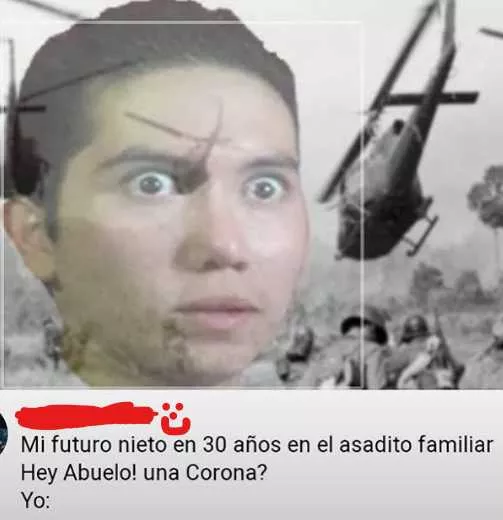 Mi futuro nieto en 30 años en el asadito familiar
Hey Abuelo! una Corona?
Yo: